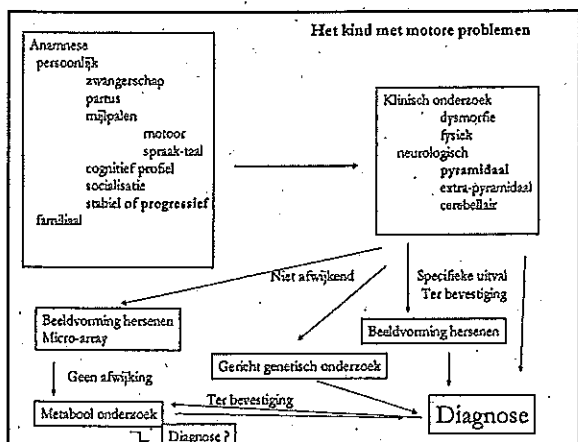 Het kind met motore problemen
Anamnese
persoonlijk
zwangerschap
partus
mijlpalen
motoor
spraak-taal
cognitief profiel
socialisatie
stabiel of progressief
familiaal
Klinisch onderzoek
dysmorfie
fysiek
neurologisch
pyramidaal
extra-pyramidaal
cerebellair
Niet afwijkend
Specifieke uitval
Ter bevestiging
Beeldvorming hersenen
Micro-array
Beeldvorming hersenen
Gericht genetisch onderzoek
Geen afwijking
Ter bevestiging
Metabool onderzoek
Diagnose
Diagnose?